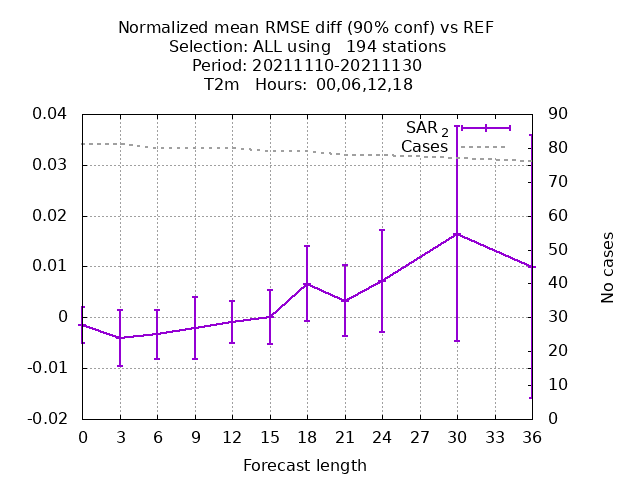 Normalized mean RMSE diff (90% conf) vs REF
Selection: ALL using   194 stations
Period: 20211110-20211130
T2m   Hours:  00,06,12,18
0.04
0.03
0.02
0.01
0
-0.01
-0.02
SAR 2
Cases
90
80
70
60
50
40
30
20
10
0
No cases
0 3 6 9 12 15 18 21 24 27 30 33 36
Forecast length